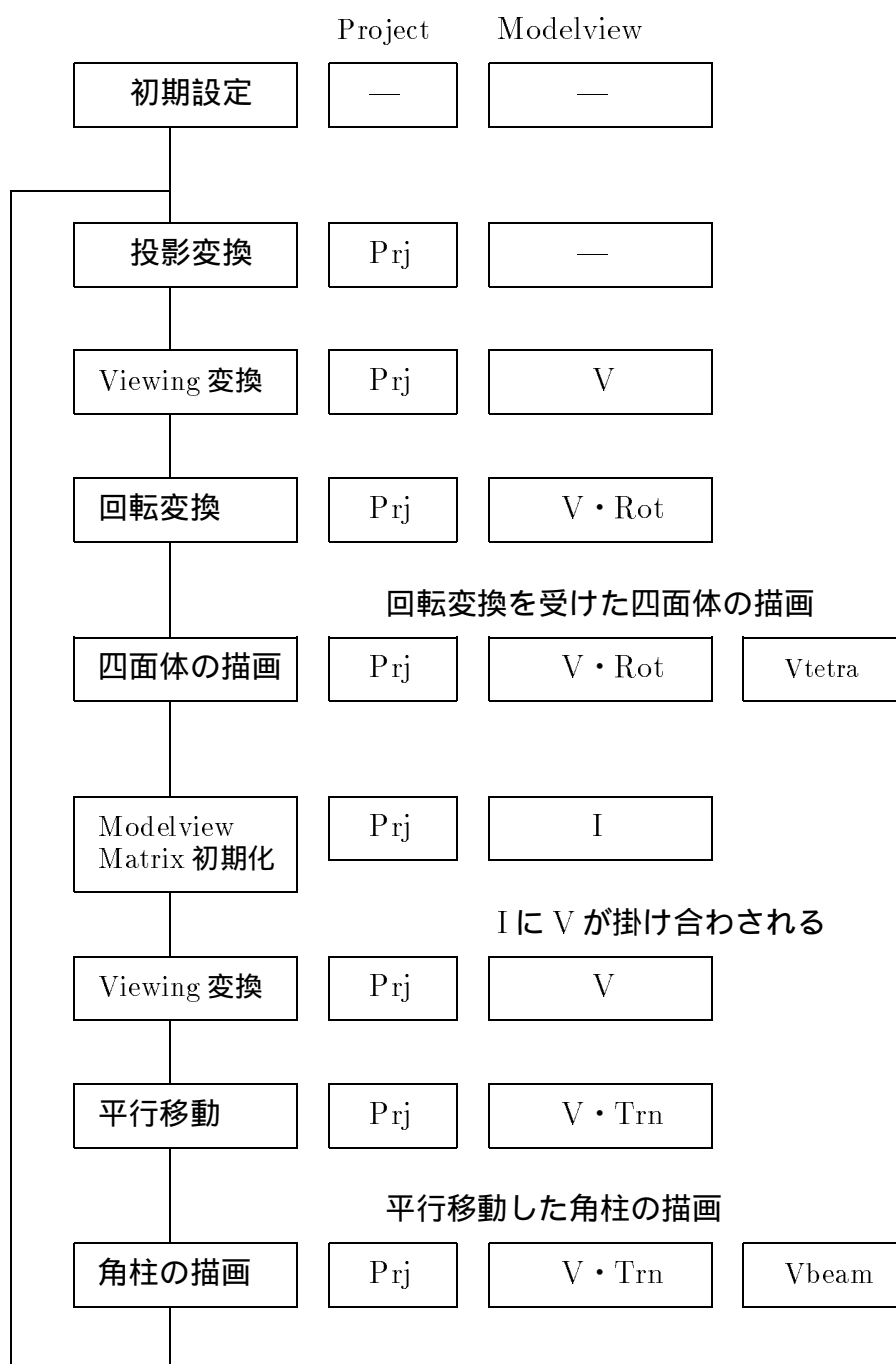 Project Modelview
初期設定 — —
投影変換 Prj —
Viewing 変換 Prj V
回転変換 Prj V・Rot
回転変換を受けた四面体の描画
四面体の描画 Prj V・Rot Vtetra
Modelview
Matrix 初期化 Prj I
I に V が掛け合わされる
Viewing 変換 Prj V
平行移動 Prj V・Trn
平行移動した角柱の描画
角柱の描画 Prj V・Trn Vbeam